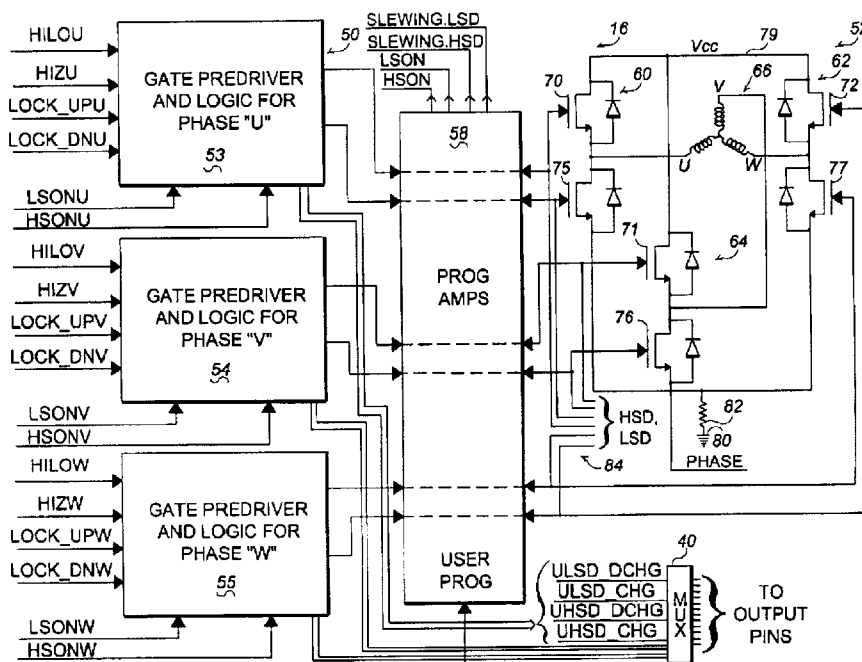 HILOU
HIZU
LOCK_UPU
LOCK_DNU
LSONU
HSONU
GATE PREDRIVER
AND LOGIC FOR
PHASE "U"
53
50
HILOV
HIZV
LOCK_UPV
LOCK_DNV
LSONV
HSONV
GATE PREDRIVER
AND LOGIC FOR
PHASE "V"
54
HILOW
HIZW
LOCK_UPW
LOCK_DNW
LSONW
HSONW
GATE PREDRIVER
AND LOGIC FOR
PHASE "W"
55
SLEWING.LSD
SLEWING.HSD
LSON
HSON
58
PROG
AMPS
USER
PROG
16
Vcc
79
52
70
60
66
62
72
V
U
W
75
77
71
64
76
HSD,
LSD
84
82
80
PHASE
ULSD_DCHG
ULSD_CHG
UHSD_DCHG
UHSD_CHG
40
MUX
TO
OUTPUT
PINS